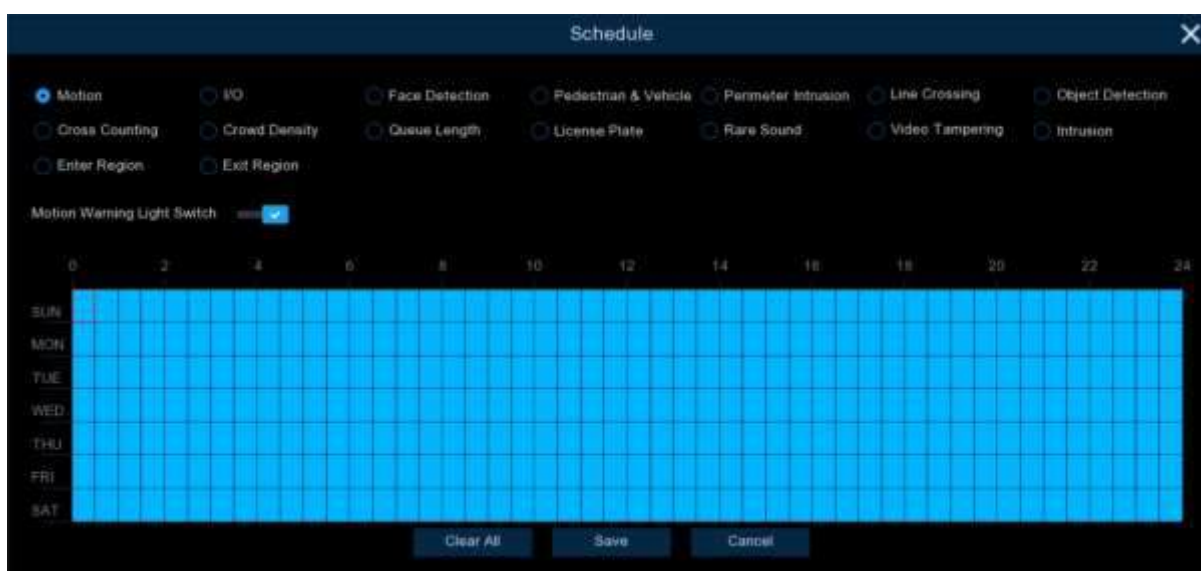 Schedule
Motion I/O Face Detection Pedestrian & Vehicle Perimeter Intrusion Line Crossing Object Detection
Cross Counting Crowd Density Queue Length License Plate Rare Sound Video Tampering Intrusion
Enter Region Exit Region
Motion Warning Light Switch
0 2 4 6 8 10 12 14 16 18 20 22 24
SUN
MON
TUE
WED
THU
FRI
SAT
Clear All Save Cancel